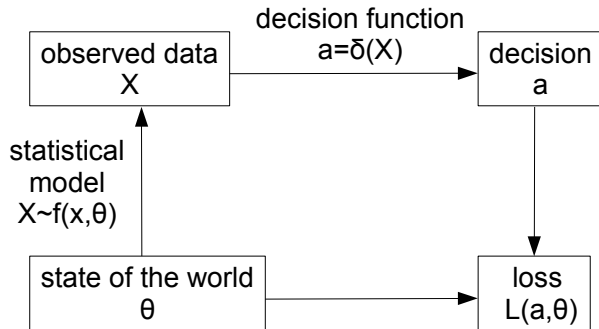 decision function
a=δ(X)
observed data
X
decision
a
statistical
model
X~f(x,θ)
state of the world
θ
loss
L(a,θ)